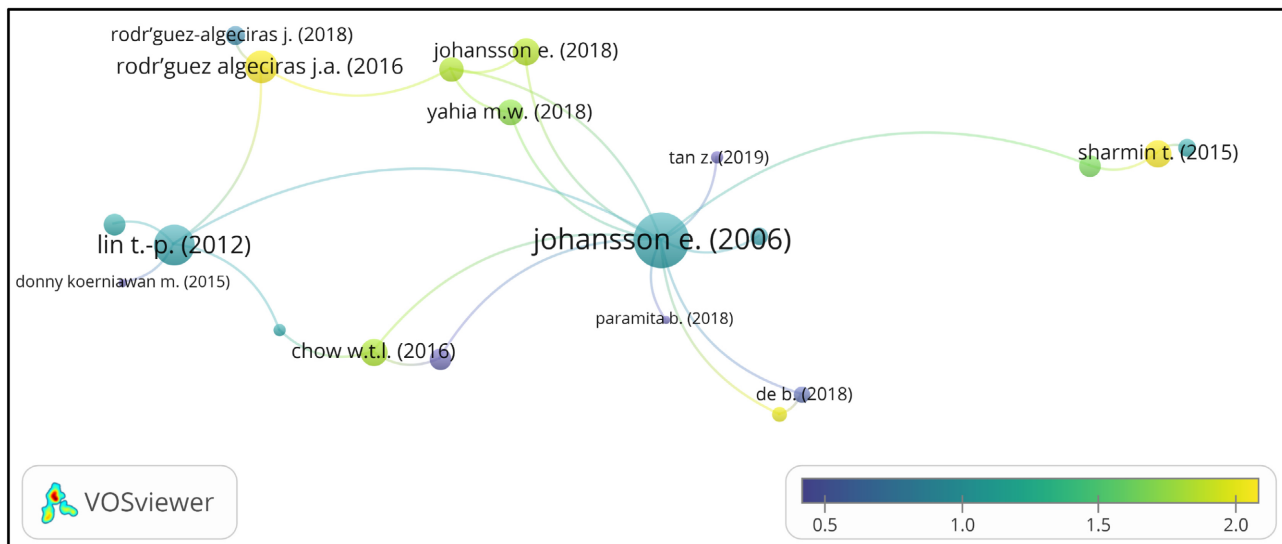 rodr'guez-algeciras j. (2018)
rodr'guez algeciras j.a. (2016
johansson e. (2018)
yahia m.w. (2018)
tan z. (2019)
sharmin t. (2015)
lin t.-p. (2012)
johansson e. (2006)
donny koerniawan m. (2015)
paramita b. (2018)
chow w.t.l. (2016)
de b. (2018)
VOSviewer
0.5 1.0 1.5 2.0